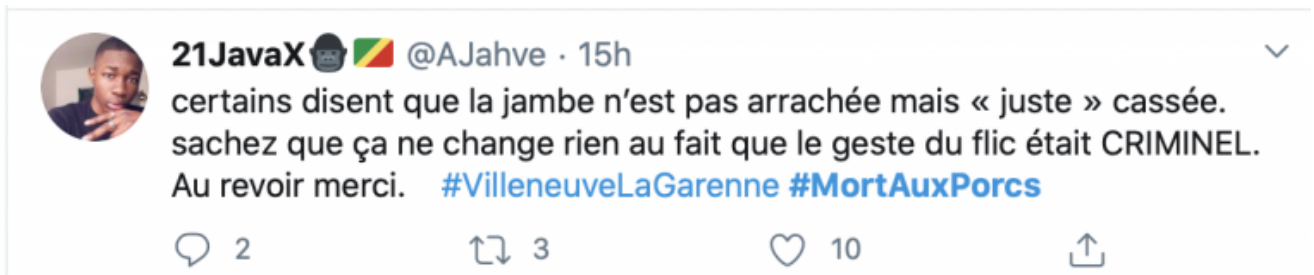 21JavaX🦍🇨🇬 @AJahve · 15h
certains disent que la jambe n’est pas arrachée mais « juste » cassée.
sachez que ça ne change rien au fait que le geste du flic était CRIMINEL.
Au revoir merci. #VilleneuveLaGarenne #MortAuxPorcs
2 3 10